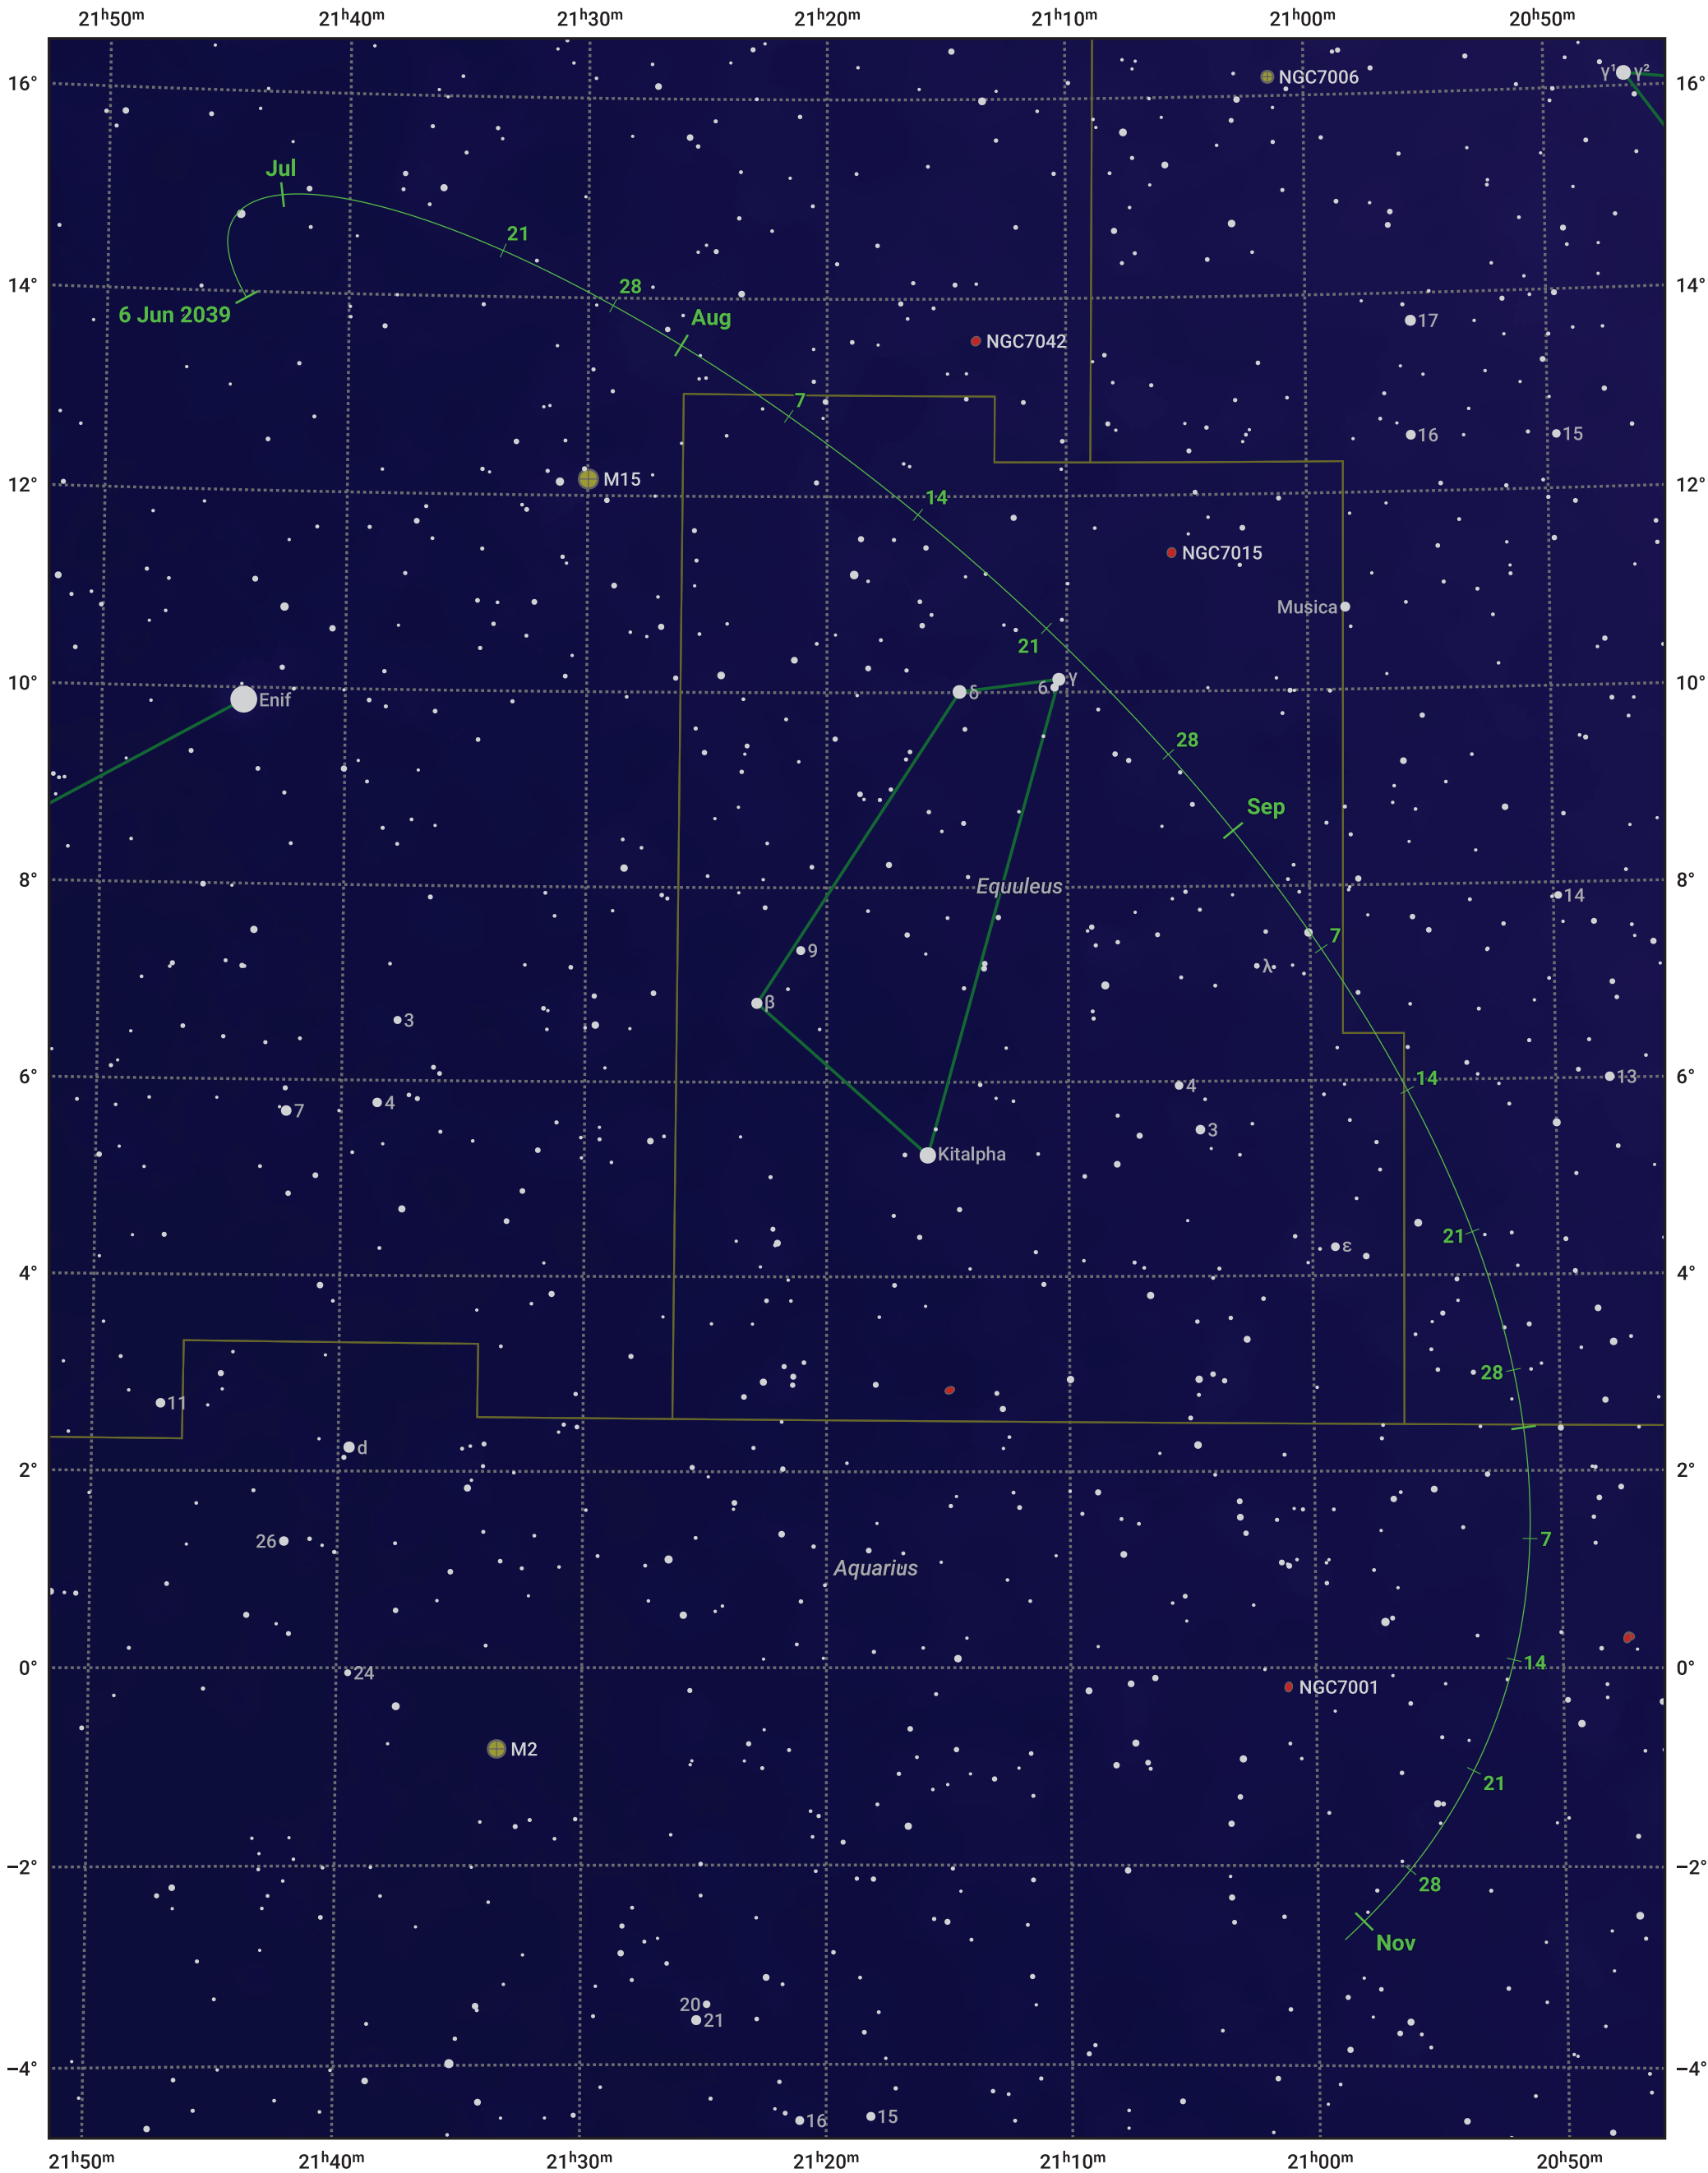 21h50m 21h40m 21h30m 21h20m 21h10m 21h00m 20h50m
16° NGC7006 γ¹ γ² 16°
Jul
21
14° 28 14°
6 Jun 2039 Aug 17
NGC7042
7
16 15
12° M15 12°
14
NGC7015
Musica
21
10° Enif δ 6 γ 10°
28
Sep
8° Equuleus 14 8°
7
9 λ
β
3
6° 14 13 6°
7 4 4
3
Kitalpha
21
ε
4° 4°
28
11
d
2° 2°
26 7
Aquarius
0° 24 14 0°
NGC7001
M2
21
−2° 28 −2°
Nov
20
21
−4° −4°
16 15
21h50m 21h40m 21h30m 21h20m 21h10m 21h00m 20h50m